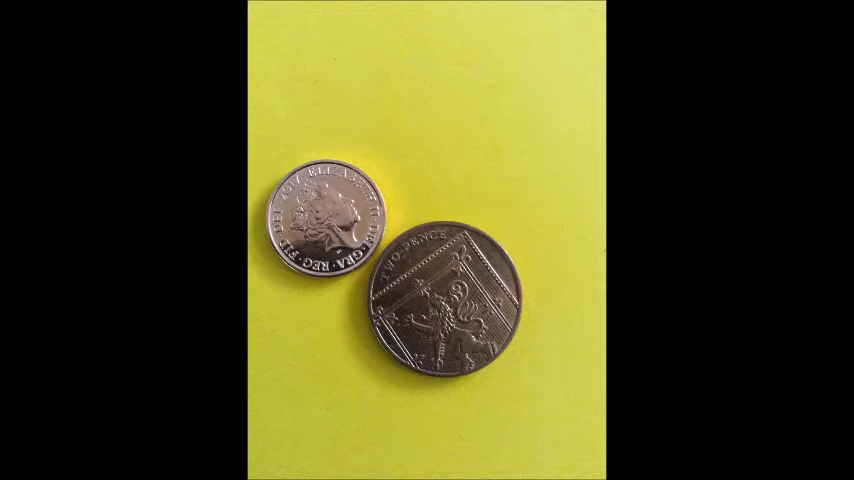 ELIZABETH II · D · G · REG · F · D · 2017
TWO PENCE